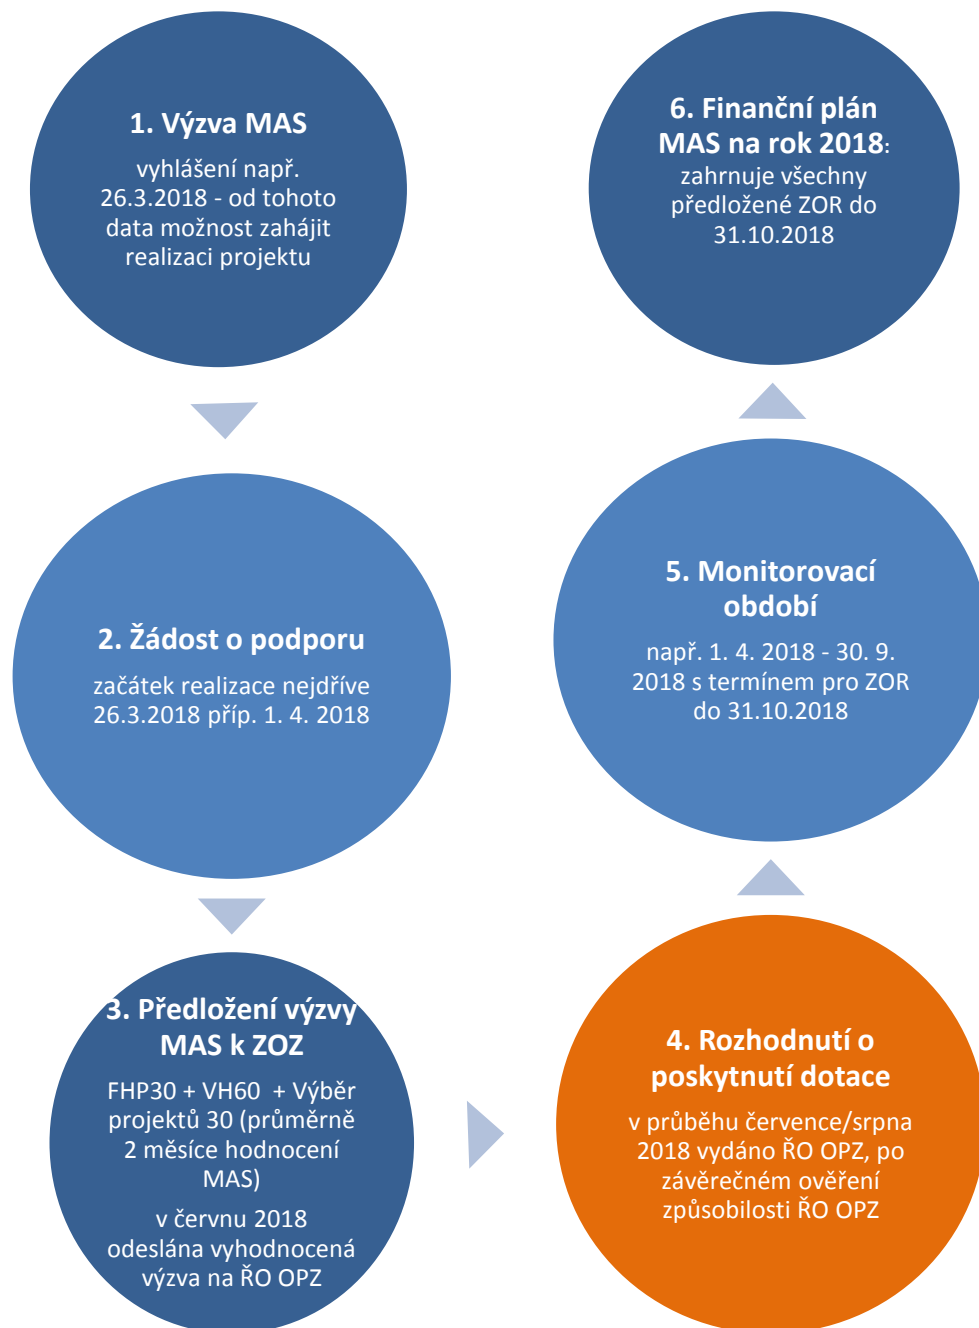 1. Výzva MAS
vyhlášení např.
26.3.2018 - od tohoto
data možnost zahájit
realizaci projektu
2. Žádost o podporu
začátek realizace nejdříve
26.3.2018 příp. 1. 4. 2018
3. Předložení výzvy
MAS k ZOZ
FHP30 + VH60 + Výběr
projektů 30 (průměrně
2 měsíce hodnocení
MAS)
v červnu 2018
odeslána vyhodnocená
výzva na ŘO OPZ
4. Rozhodnutí o
poskytnutí dotace
v průběhu července/srpna
2018 vydáno ŘO OPZ, po
závěrečném ověření
způsobilosti ŘO OPZ
5. Monitorovací
období
např. 1. 4. 2018 - 30. 9.
2018 s termínem pro ZOR
do 31.10.2018
6. Finanční plán
MAS na rok 2018:
zahrnuje všechny
předložené ZOR do
31.10.2018